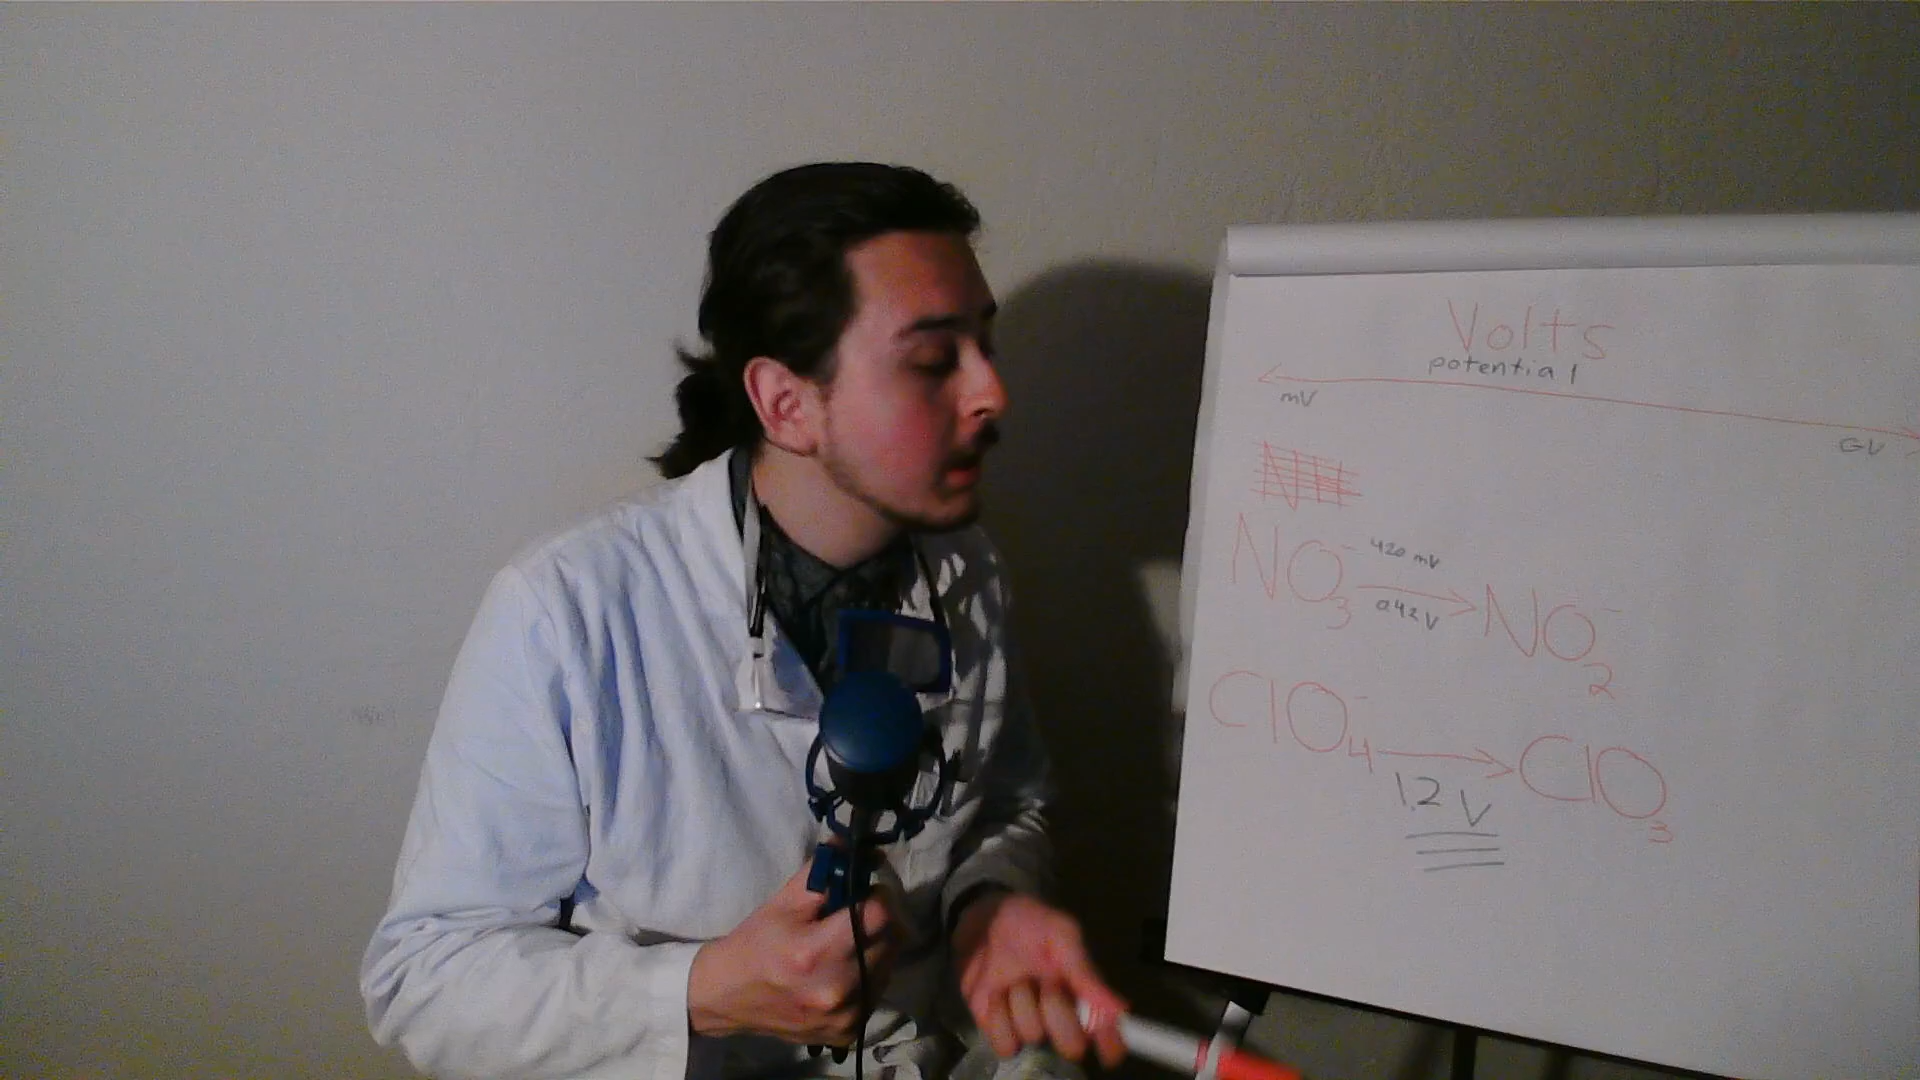 Volts
potential
mV
GV
NO3- 420 mV 0.42 V → NO2-
ClO4- → ClO3
1.2 V